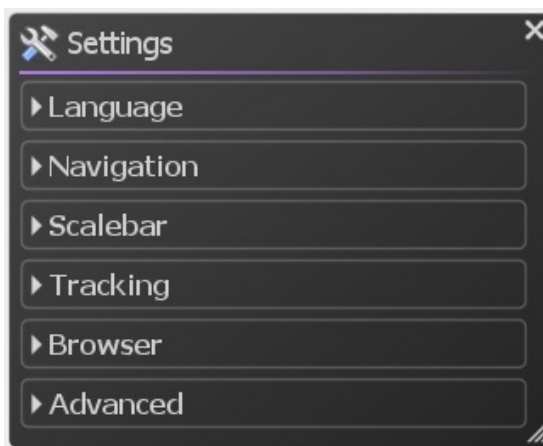 Settings
Language
Navigation
Scalebar
Tracking
Browser
Advanced